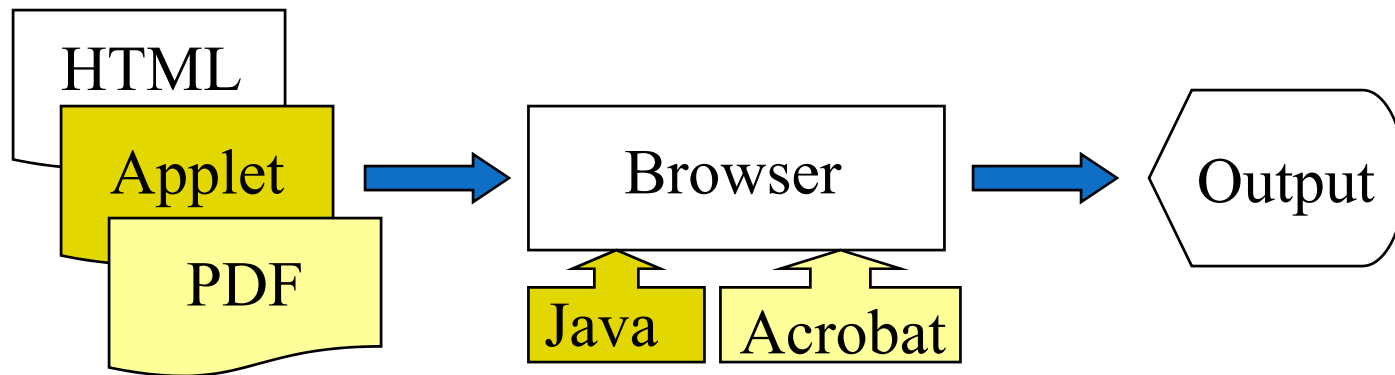 HTML
Applet
PDF
Browser
Java
Acrobat
Output